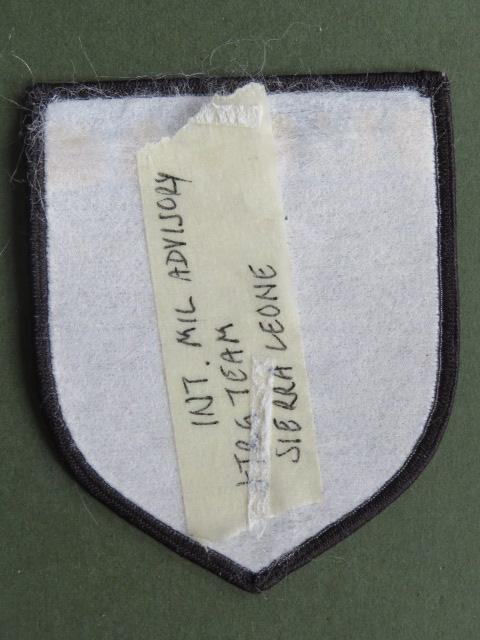 INT. MIL ADVISORY
+TRG TEAM
SIERRA LEONE